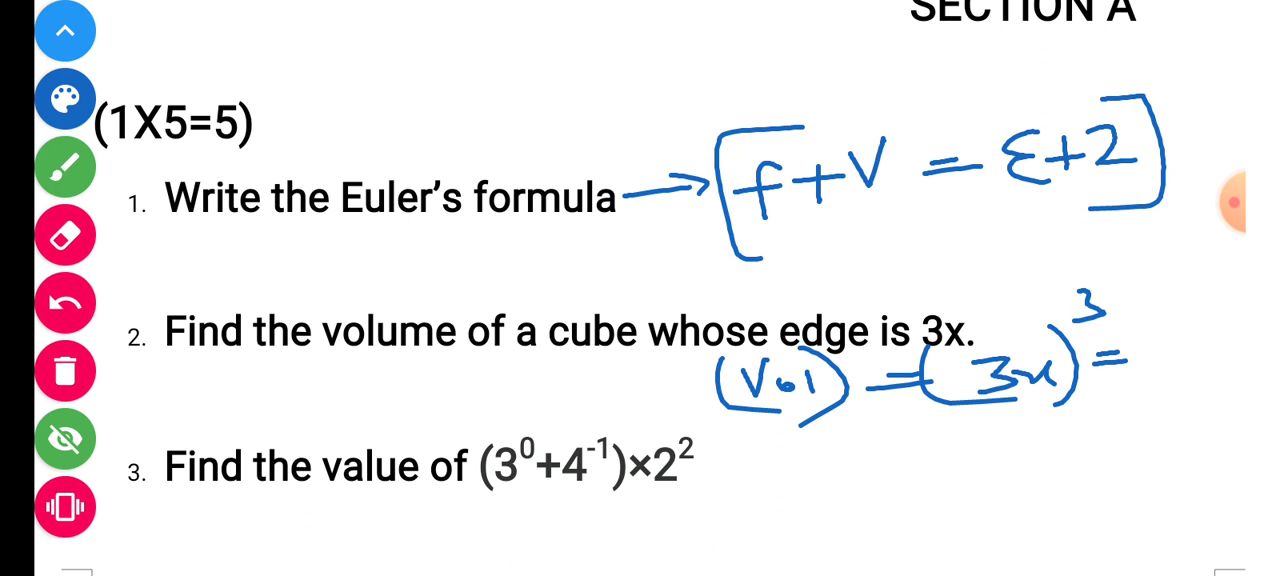 SECTION A
(1X5=5)
1. Write the Euler’s formula → [f+V = Ɛ+2]
2. Find the volume of a cube whose edge is 3x.
(Vol) = (3x)³ =
3. Find the value of (3⁰+4⁻¹)×2²